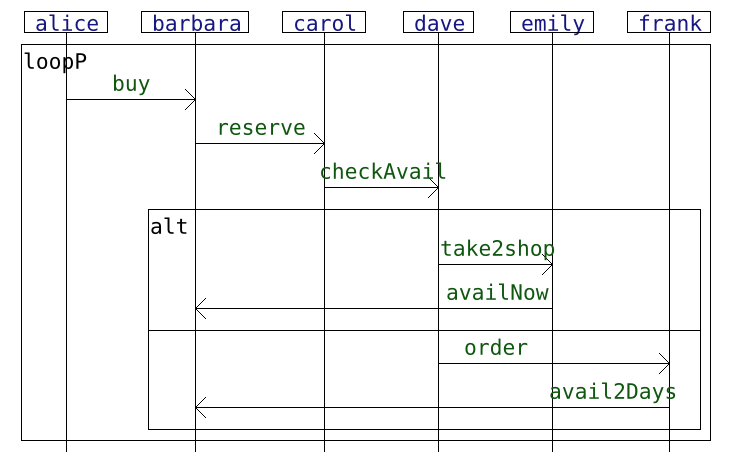 alice barbara carol dave emily frank
loopP
buy
reserve
checkAvail
alt
take2shop
availNow
order
avail2Days